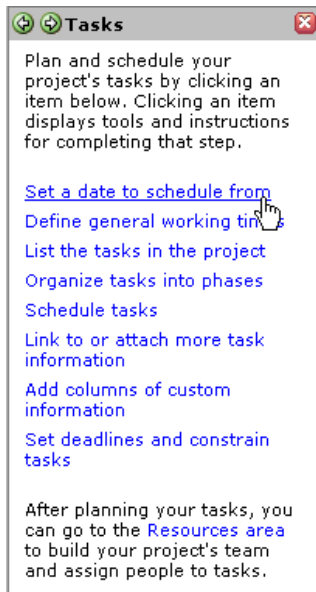 Tasks
Plan and schedule your
project's tasks by clicking an
item below. Clicking an item
displays tools and instructions
for completing that step.
Set a date to schedule from
Define general working times
List the tasks in the project
Organize tasks into phases
Schedule tasks
Link to or attach more task
information
Add columns of custom
information
Set deadlines and constrain
tasks
After planning your tasks, you
can go to the Resources area
to build your project's team
and assign people to tasks.